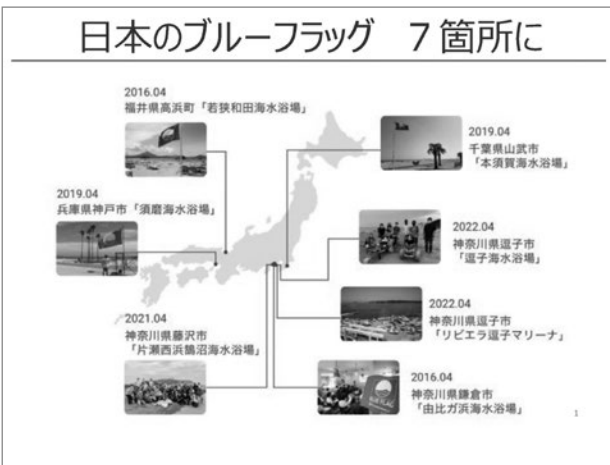 日本のブルーフラッグ 7箇所に
2016.04
福井県高浜町「若狭和田海水浴場」
2019.04
千葉県山武市
「本須賀海水浴場」
2019.04
兵庫県神戸市「須磨海水浴場」
2022.04
神奈川県逗子市
「逗子海水浴場」
2021.04
神奈川県藤沢市
「片瀬西浜鵠沼海水浴場」
2022.04
神奈川県逗子市
「リビエラ逗子マリーナ」
2016.04
神奈川県鎌倉市
「由比ガ浜海水浴場」
1